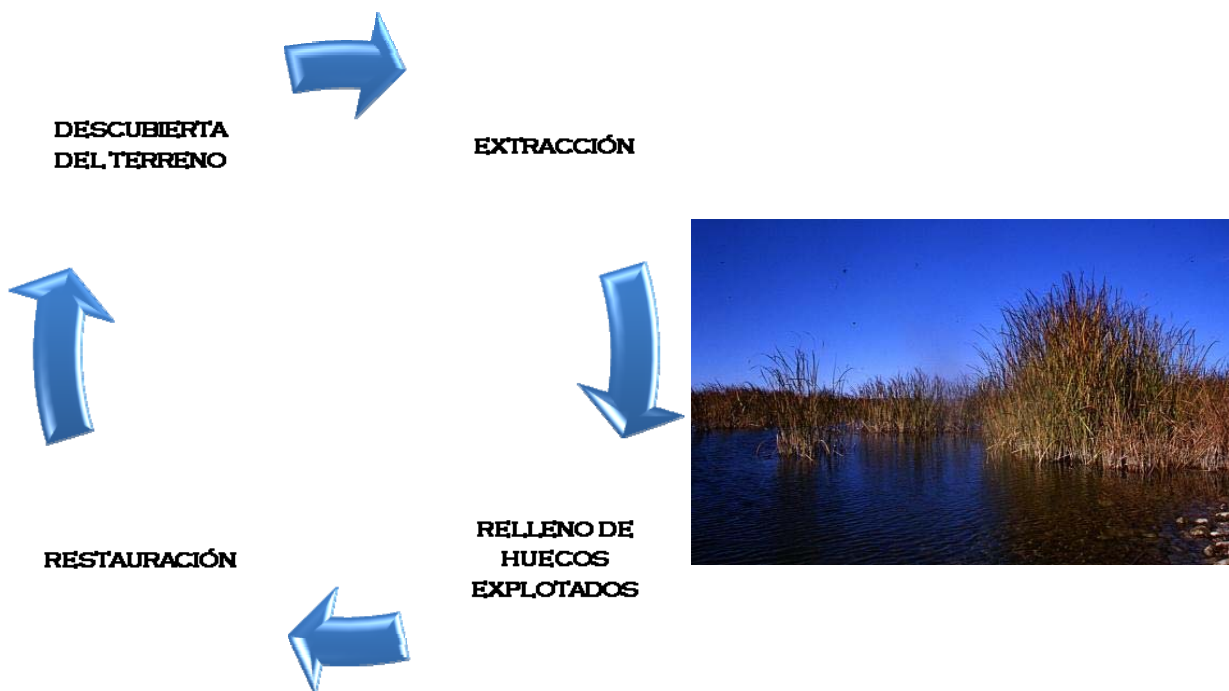 DESCUBIERTA
DEL TERRENO
EXTRACCIÓN
RELLENO DE
HUECOS
EXPLOTADOS
RESTAURACIÓN